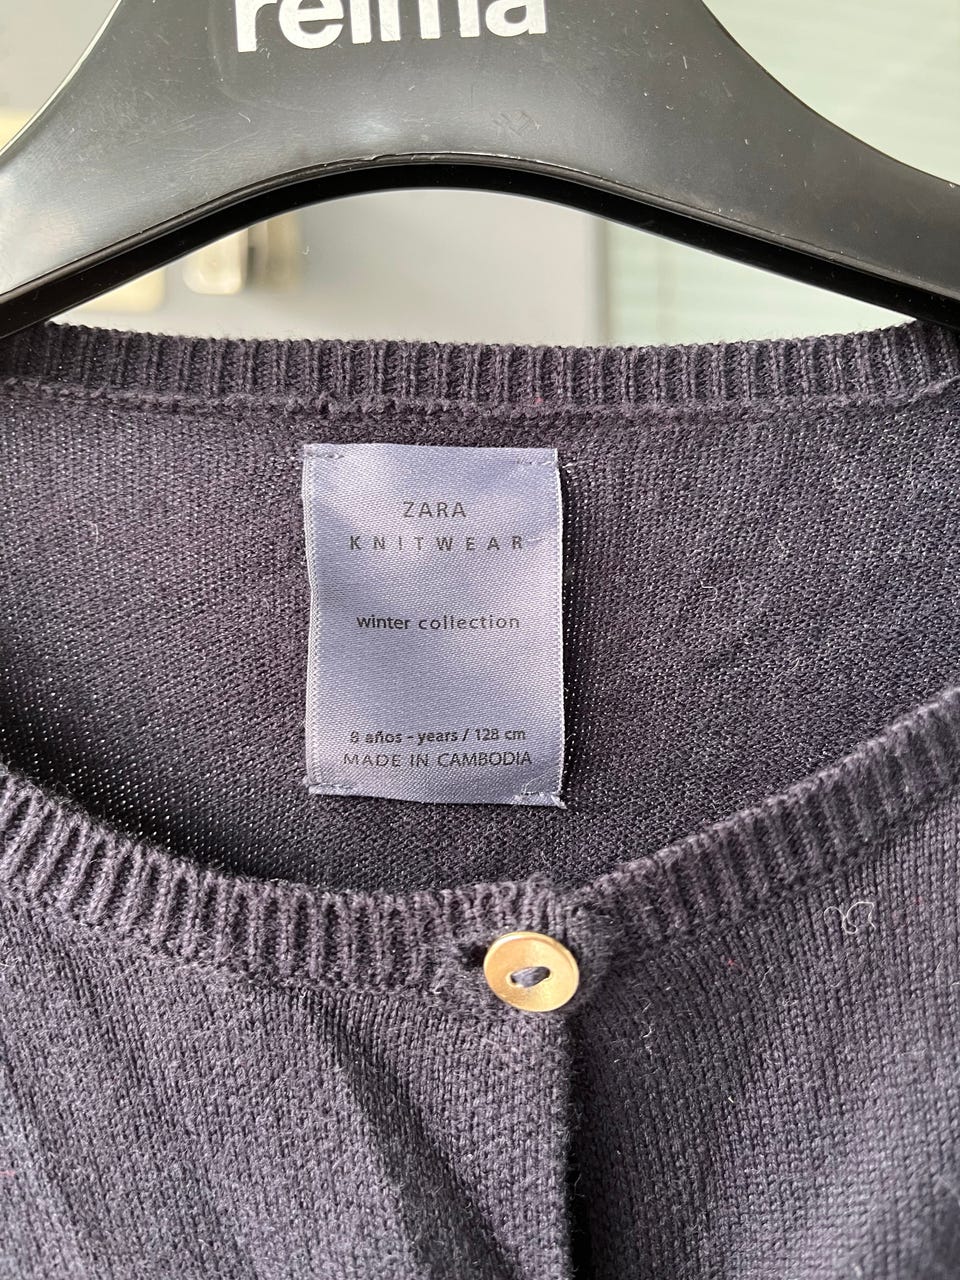 reima
ZARA
KNITWEAR
winter collection
8 años - years / 128 cm
MADE IN CAMBODIA